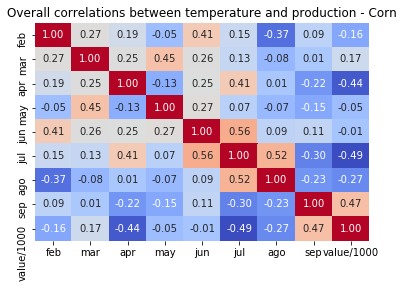 Overall correlations between temperature and production - Corn
feb 1.00 0.27 0.19 -0.05 0.41 0.15 -0.37 0.09 -0.16
mar 0.27 1.00 0.25 0.45 0.26 0.13 -0.08 0.01 0.17
apr 0.19 0.25 1.00 -0.13 0.25 0.41 0.01 -0.22 -0.44
may -0.05 0.45 -0.13 1.00 0.27 0.07 -0.07 -0.15 -0.05
jun 0.41 0.26 0.25 0.27 1.00 0.56 0.09 0.11 -0.01
jul 0.15 0.13 0.41 0.07 0.56 1.00 0.52 -0.30 -0.49
ago -0.37 -0.08 0.01 -0.07 0.09 0.52 1.00 -0.23 -0.27
sep 0.09 0.01 -0.22 -0.15 0.11 -0.30 -0.23 1.00 0.47
value/1000 -0.16 0.17 -0.44 -0.05 -0.01 -0.49 -0.27 0.47 1.00
feb mar apr may jun jul ago sep value/1000